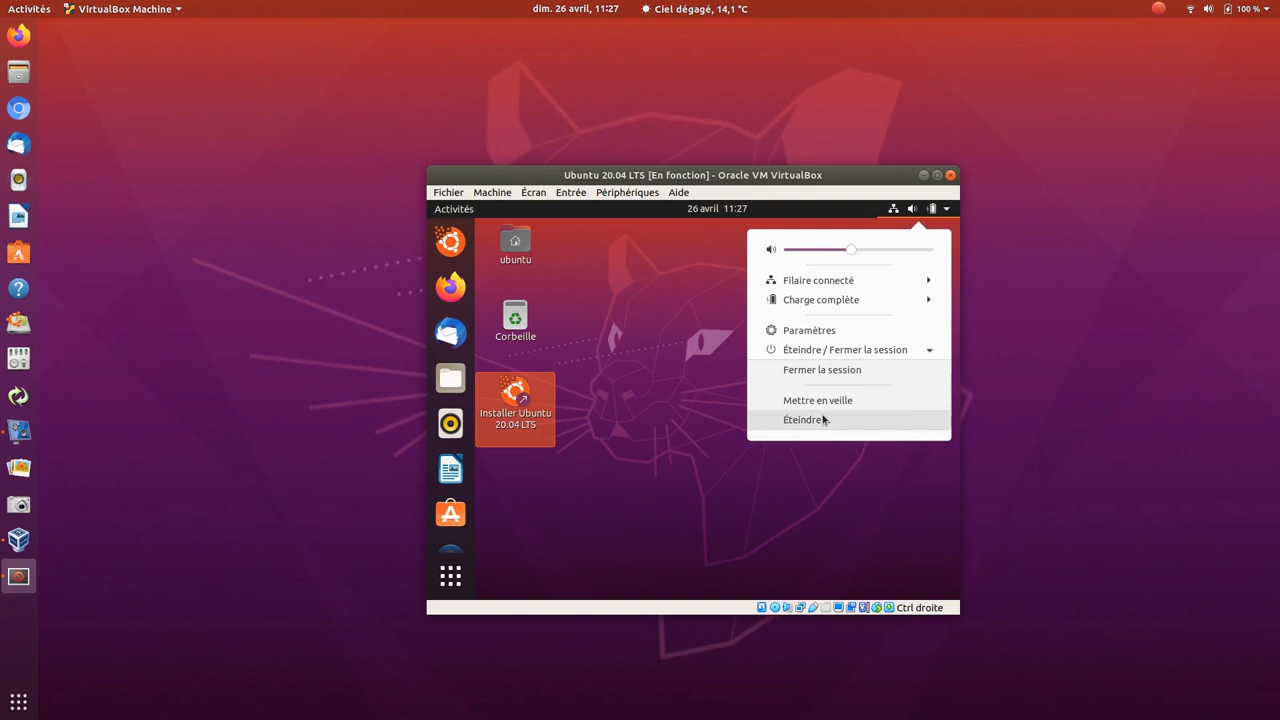 Activités
VirtualBox Machine
dim. 26 avril, 11:27
Ciel dégagé, 14,1 °C
100 %
Ubuntu 20.04 LTS [En fonction] - Oracle VM VirtualBox
Fichier Machine Écran Entrée Périphériques Aide
Activités
26 avril 11:27
ubuntu
Corbeille
Installer Ubuntu
20.04 LTS
Filaire connecté
Charge complète
Paramètres
Éteindre / Fermer la session
Fermer la session
Mettre en veille
Éteindre…
Ctrl droite